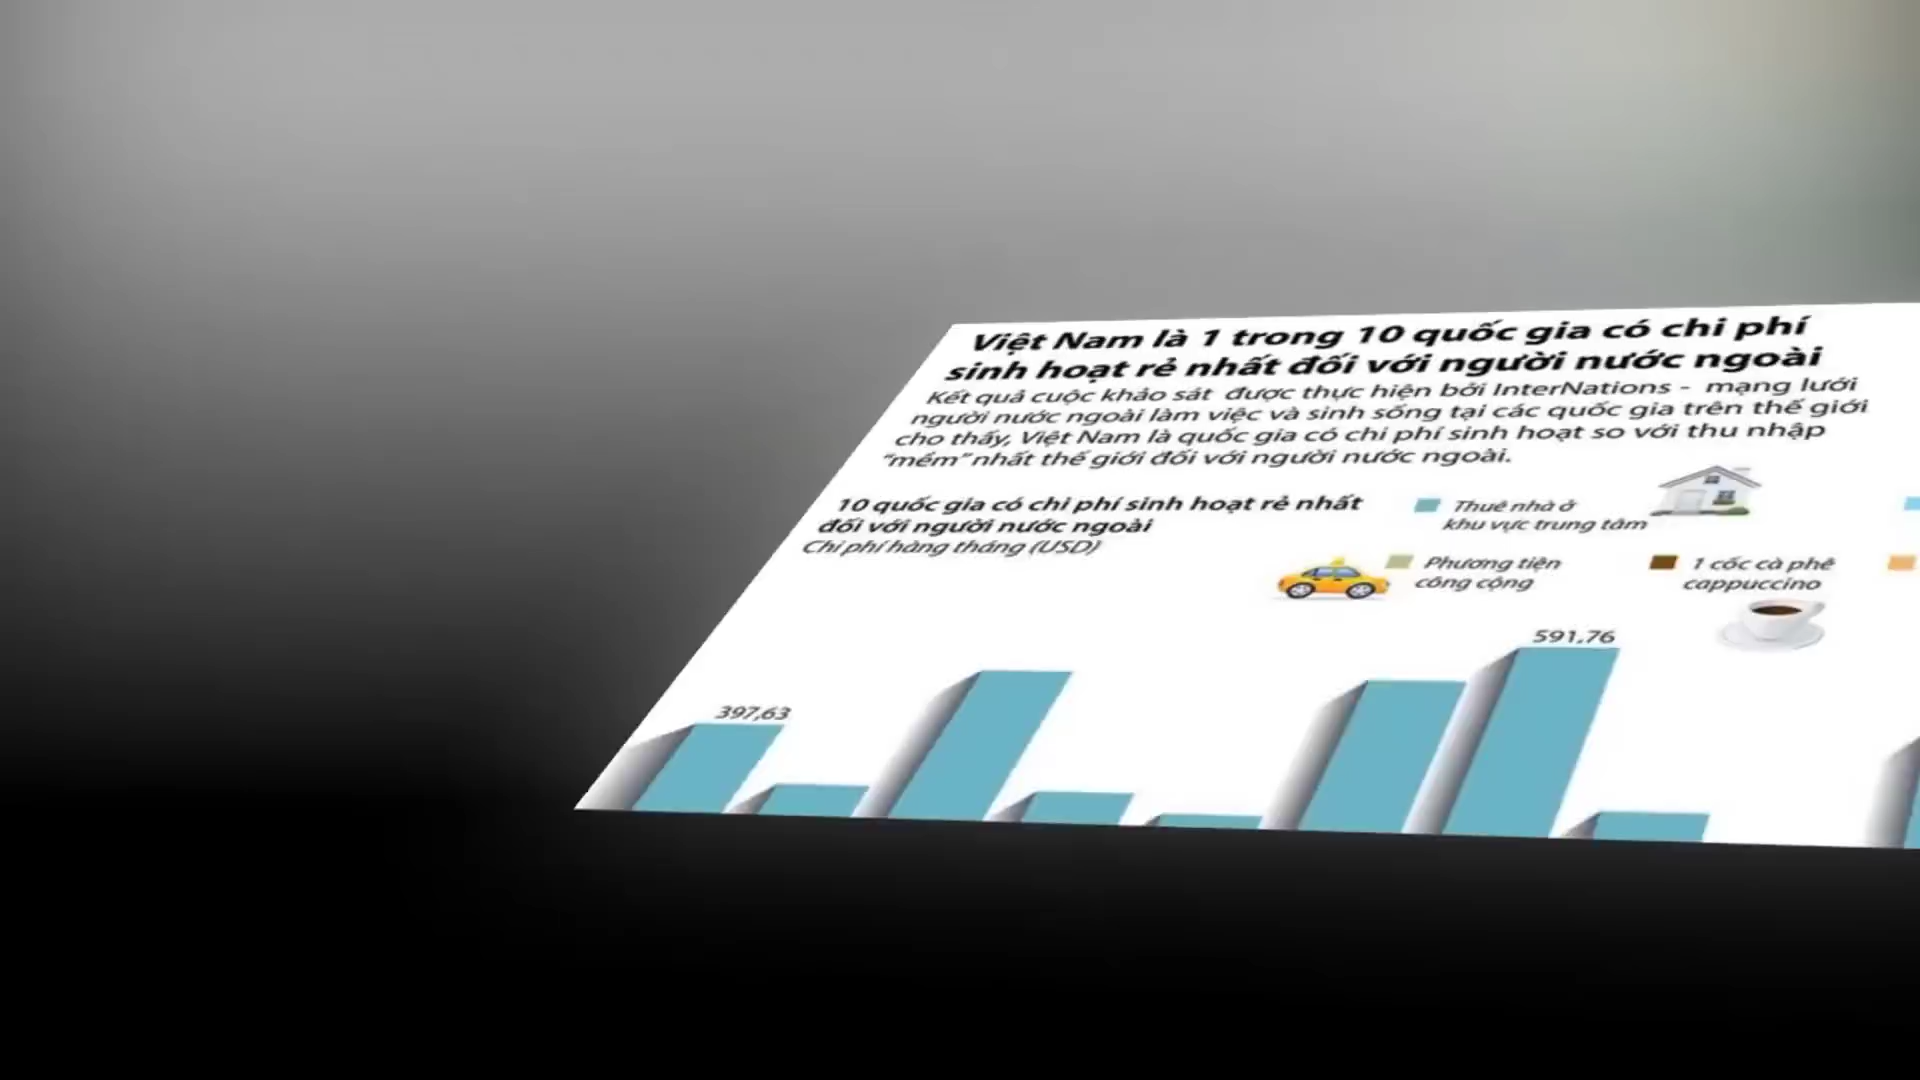 Việt Nam là 1 trong 10 quốc gia có chi phí
sinh hoạt rẻ nhất đối với người nước ngoài
Kết quả cuộc khảo sát được thực hiện bởi InterNations - mạng lưới
người nước ngoài làm việc và sinh sống tại các quốc gia trên thế giới
cho thấy, Việt Nam là quốc gia có chi phí sinh hoạt so với thu nhập
“mềm” nhất thế giới đối với người nước ngoài.
10 quốc gia có chi phí sinh hoạt rẻ nhất
đối với người nước ngoài
Chi phí hàng tháng (USD)
Thuê nhà ở
khu vực trung tâm
Phương tiện
công cộng
1 cốc cà phê
cappuccino
591,76
397,63